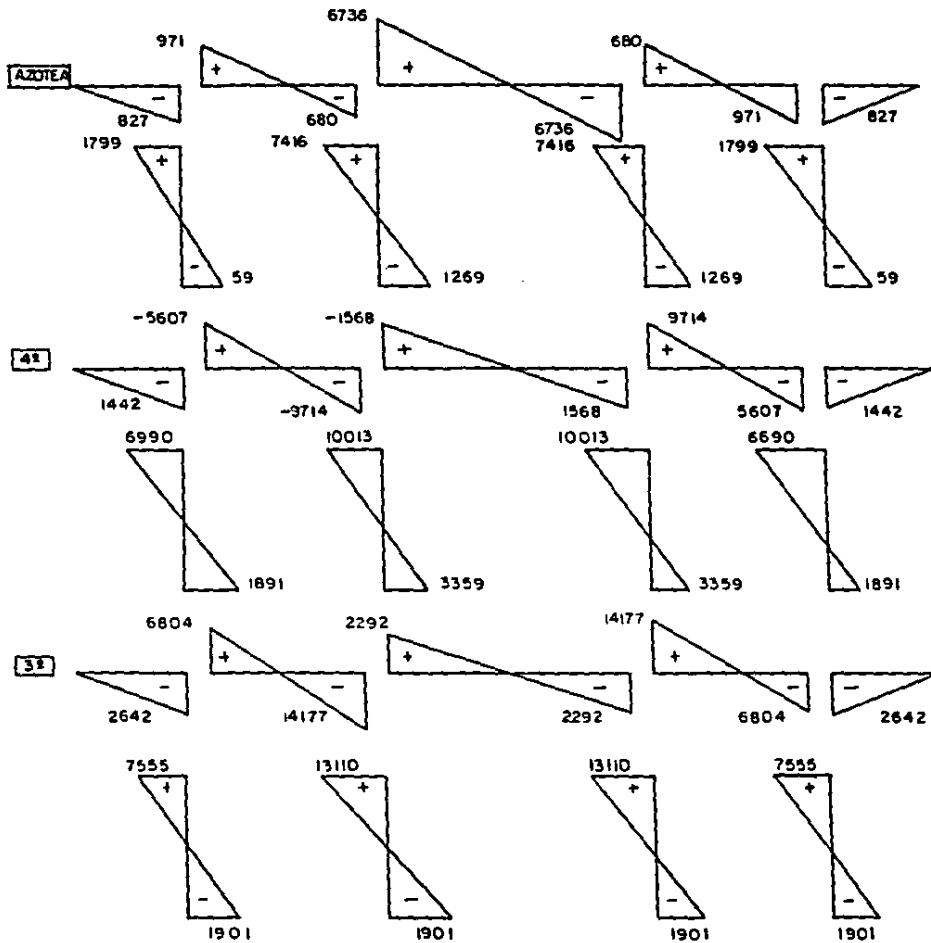 6736
971 680
AZOTEA + + + +
- - - - -
827 680 6736 971 827
1799 7416 7416 1799
+ + + +
- - - -
59 1269 1269 59
-5607 -1568 9714
4º + + +
- - - - -
1442 -9714 1568 5607 1442
6990 10013 10013 6690
1891 3359 3359 1891
6804 2292 14177
3º + + +
- - - - -
2642 14177 2292 6804 2642
7555 13110 13110 7555
+ + + +
- - - -
1901 1901 1901 1901